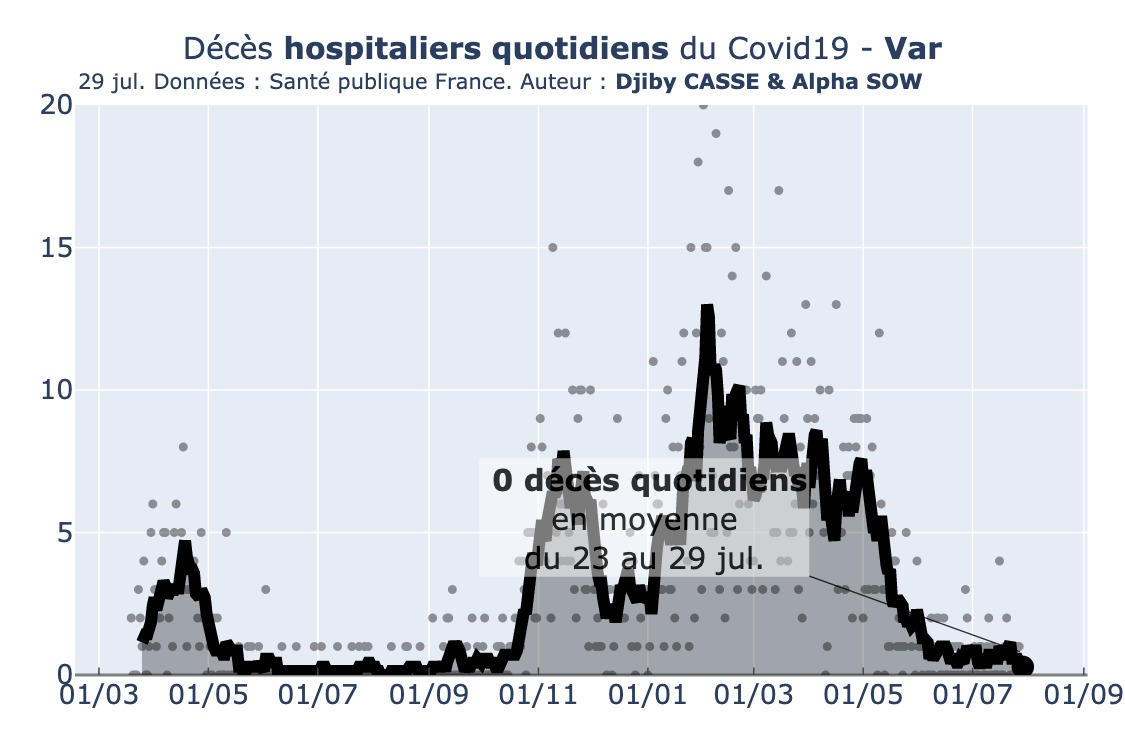 Décès hospitaliers quotidiens du Covid19 - Var
29 jul. Données : Santé publique France. Auteur : Djiby CASSE & Alpha SOW
20
15
10
5
0
0 décès quotidiens
en moyenne
du 23 au 29 jul.
01/03 01/05 01/07 01/09 01/11 01/01 01/03 01/05 01/07 01/09